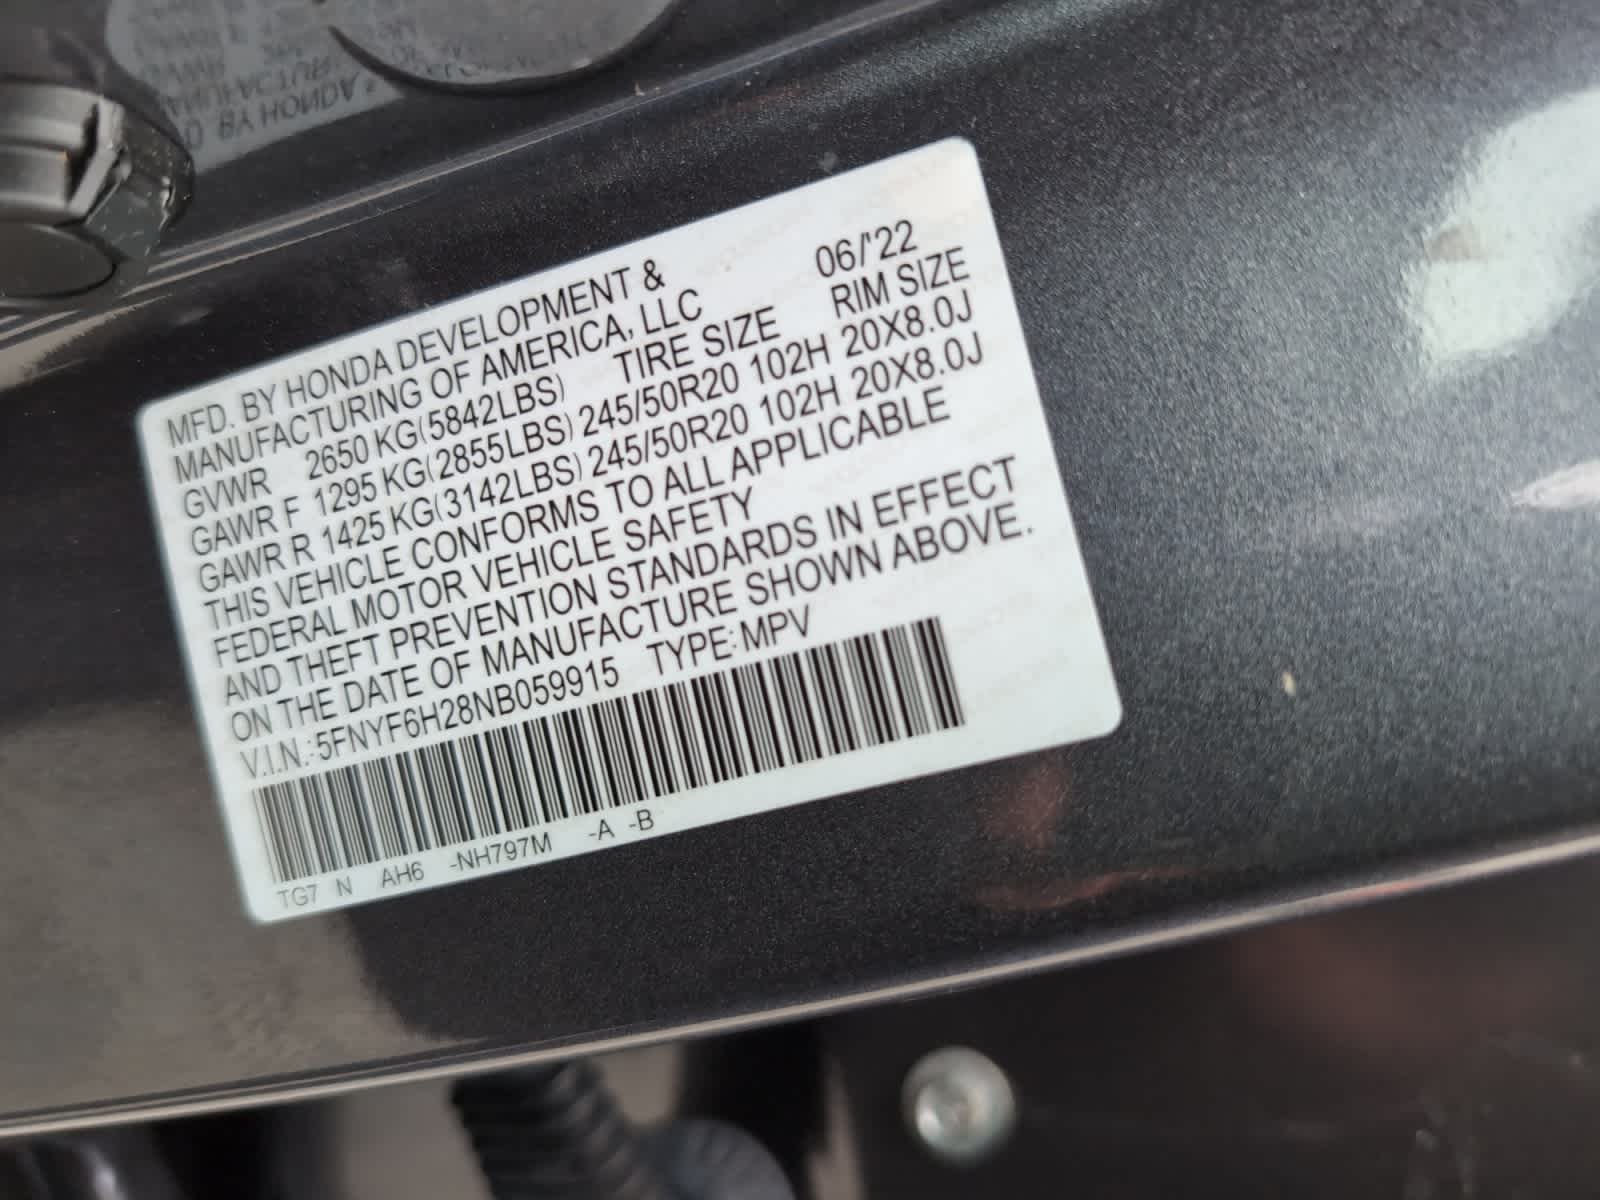 MFD. BY HONDA DEVELOPMENT &
MANUFACTURING OF AMERICA, LLC 06/'22
GVWR 2650 KG(5842LBS) TIRE SIZE RIM SIZE
GAWR F 1295 KG(2855LBS) 245/50R20 102H 20X8.0J
GAWR R 1425 KG(3142LBS) 245/50R20 102H 20X8.0J
THIS VEHICLE CONFORMS TO ALL APPLICABLE
FEDERAL MOTOR VEHICLE SAFETY
AND THEFT PREVENTION STANDARDS IN EFFECT
ON THE DATE OF MANUFACTURE SHOWN ABOVE.
V.I.N.:5FNYF6H28NB059915 TYPE:MPV
TG7 N AH6 -NH797M -A -B
BY HONDA